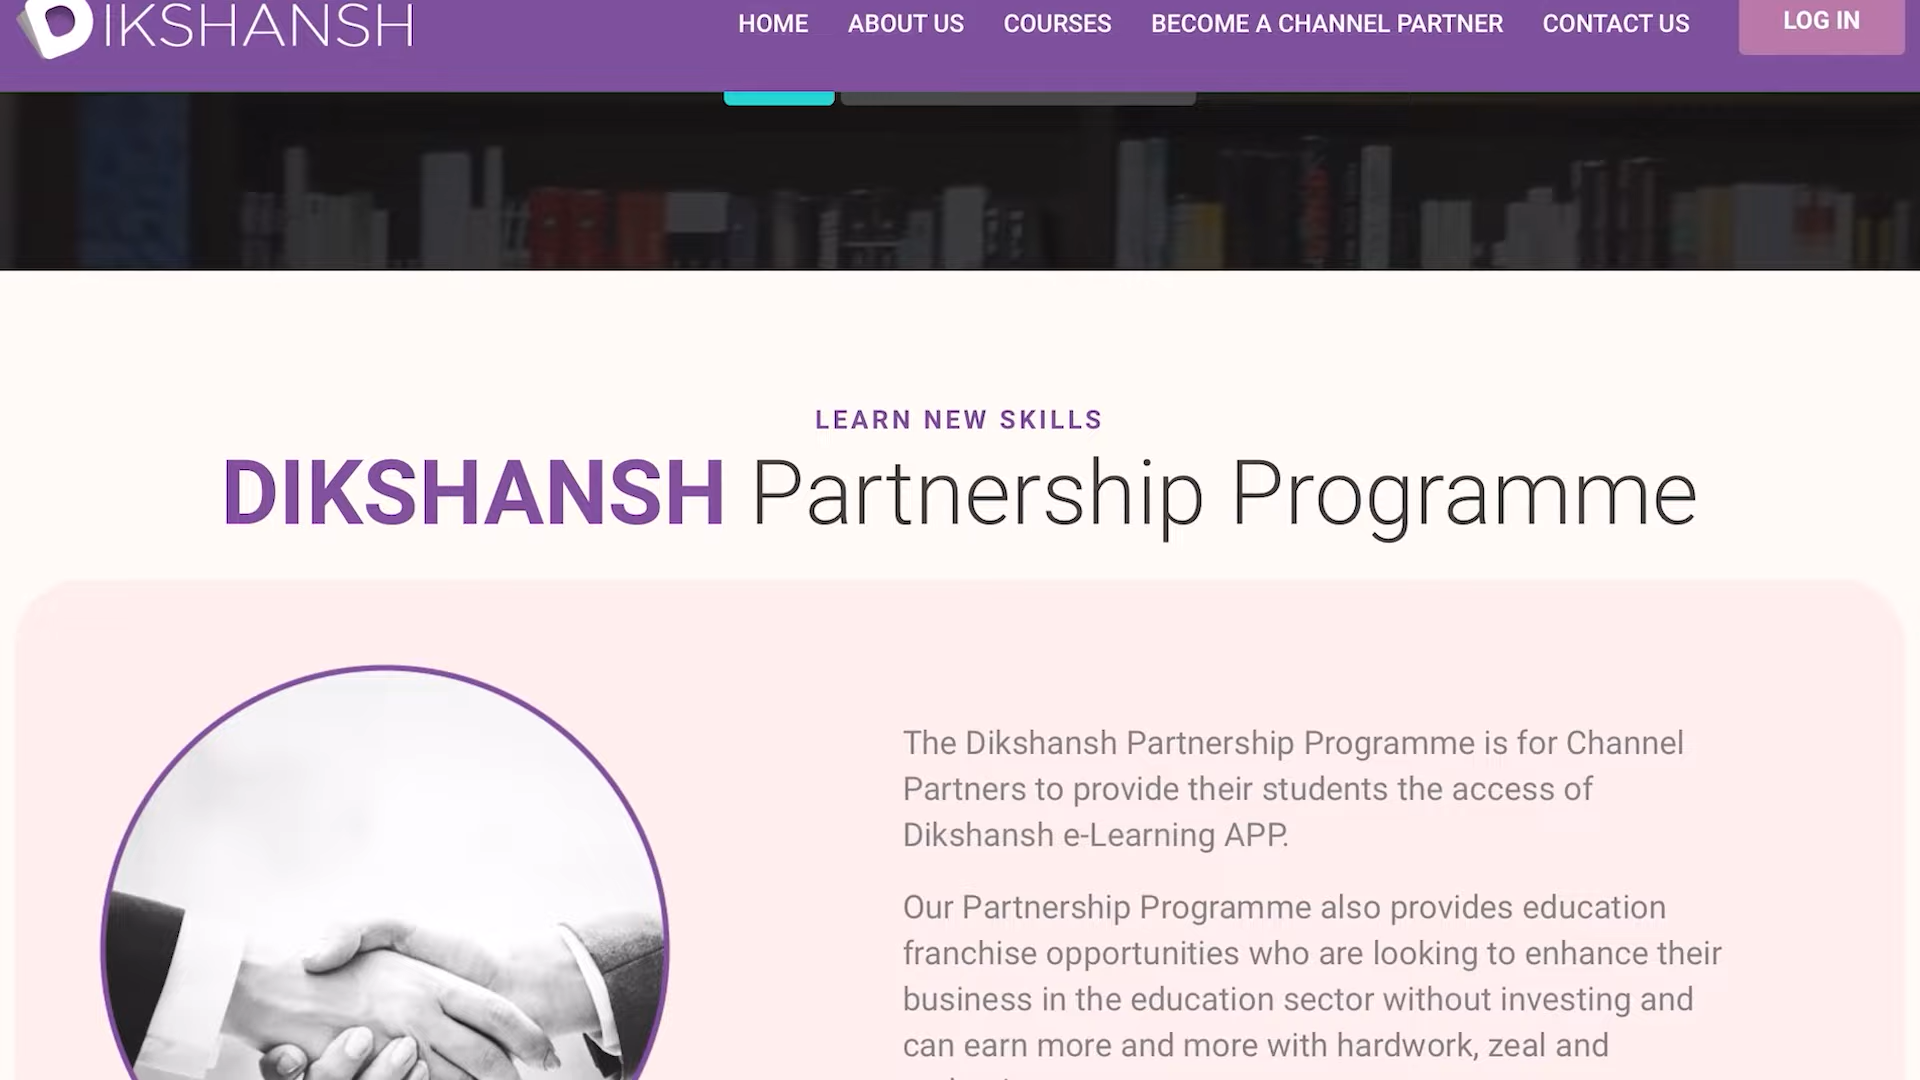 DIKSHANSH
HOME ABOUT US COURSES BECOME A CHANNEL PARTNER CONTACT US LOG IN
LEARN NEW SKILLS
DIKSHANSH Partnership Programme
The Dikshansh Partnership Programme is for Channel
Partners to provide their students the access of
Dikshansh e-Learning APP.
Our Partnership Programme also provides education
franchise opportunities who are looking to enhance their
business in the education sector without investing and
can earn more and more with hardwork, zeal and